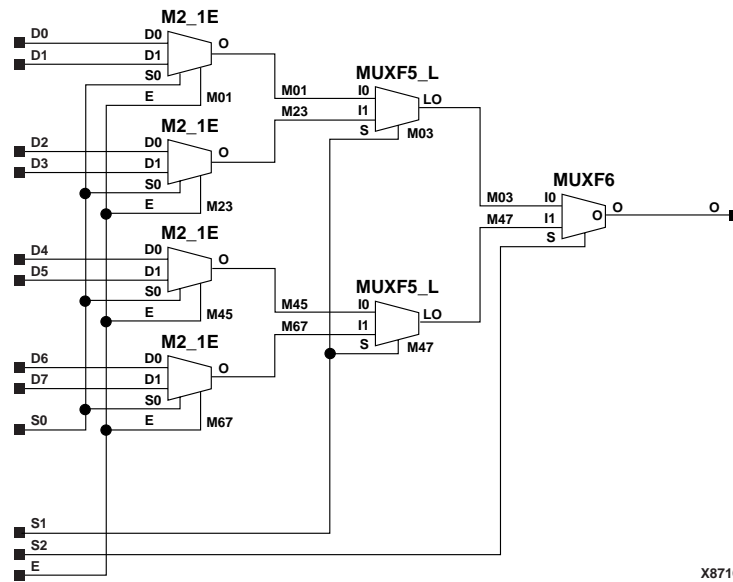 M2_1E
D0 D0
D1 D1 O
S0
E M01
M01 I0
MUXF5_L
LO
M23 I1
S M03
M2_1E
D2 D0
D3 D1 O
S0
E M23
MUXF6
M03 I0
O O O
M47 I1
S
M2_1E
D4 D0
D5 D1 O
S0
E M45
MUXF5_L
M45 I0
LO
M67 I1
S M47
M2_1E
D6 D0
D7 D1 O
S0
S0 E M67
S1
S2
E